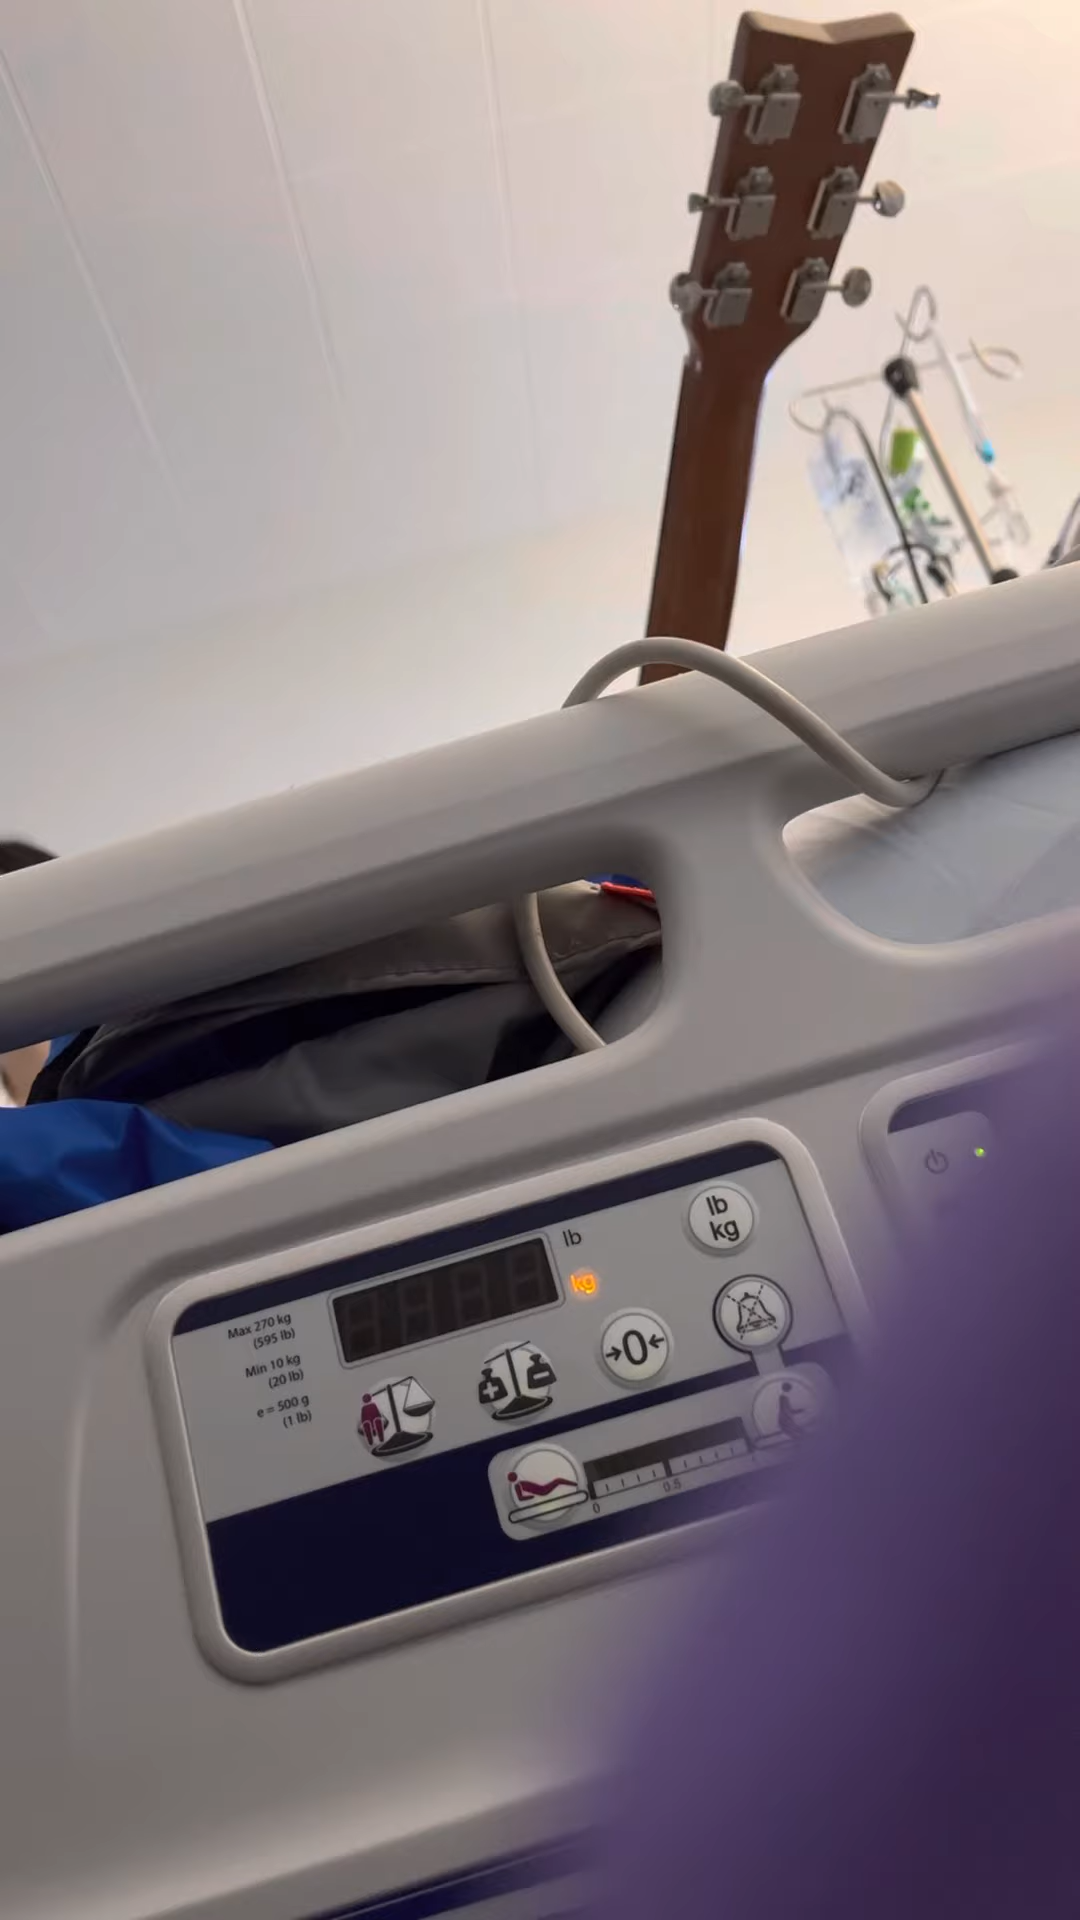 lb
lb
kg
kg
Max 270 kg
(595 lb)
Min 10 kg
(20 lb)
e = 500 g
(1 lb)
→0←
0
0.5